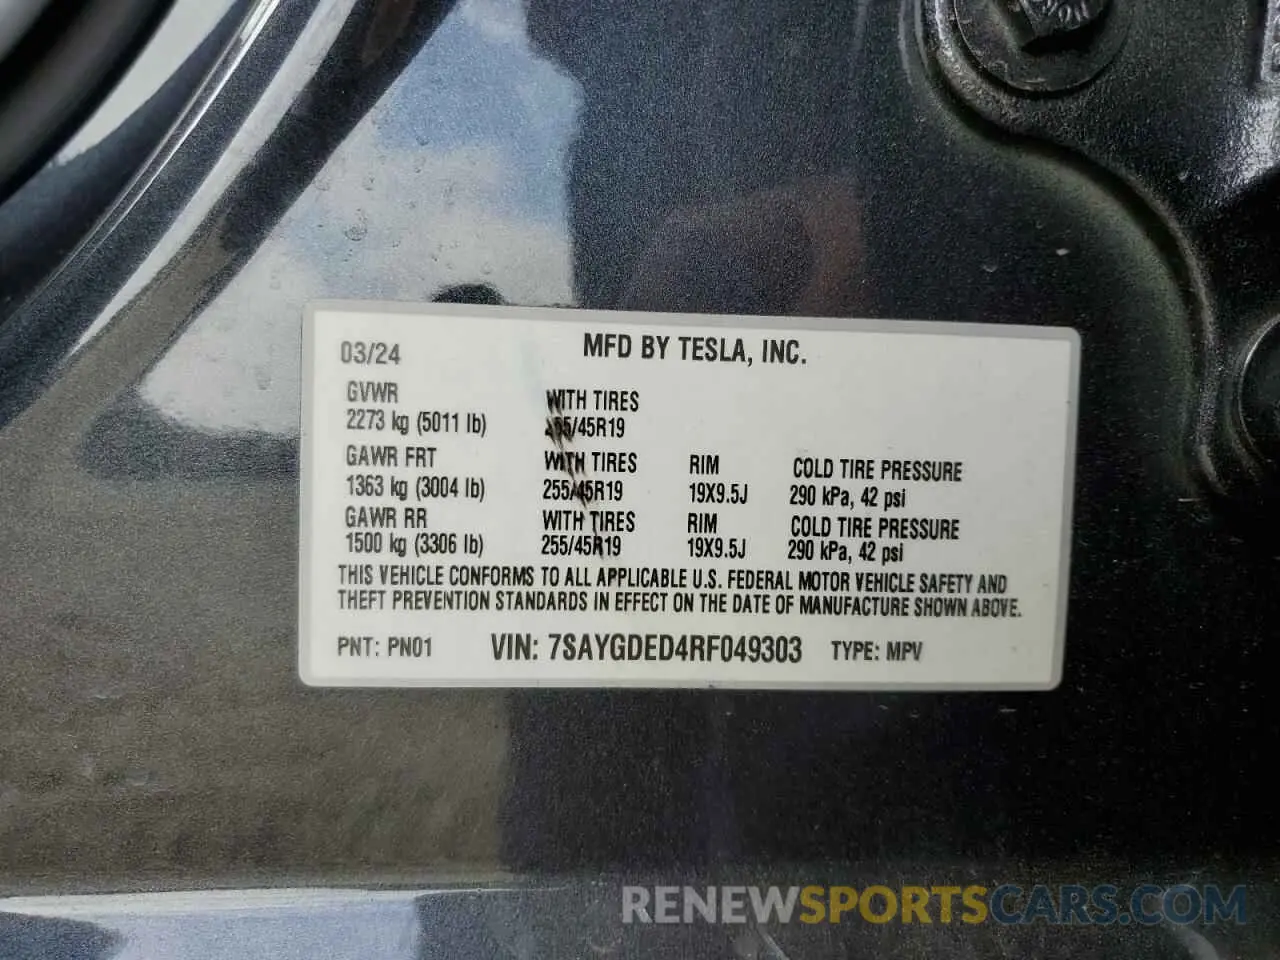 03/24 MFD BY TESLA, INC.
GVWR WITH TIRES
2273 kg (5011 lb) 255/45R19
GAWR FRT WITH TIRES RIM COLD TIRE PRESSURE
1363 kg (3004 lb) 255/45R19 19X9.5J 290 kPa, 42 psi
GAWR RR WITH TIRES RIM COLD TIRE PRESSURE
1500 kg (3306 lb) 255/45R19 19X9.5J 290 kPa, 42 psi
THIS VEHICLE CONFORMS TO ALL APPLICABLE U.S. FEDERAL MOTOR VEHICLE SAFETY AND
THEFT PREVENTION STANDARDS IN EFFECT ON THE DATE OF MANUFACTURE SHOWN ABOVE.
PNT: PN01 VIN: 7SAYGDED4RF049303 TYPE: MPV
RENEWSPORTSCARS.COM